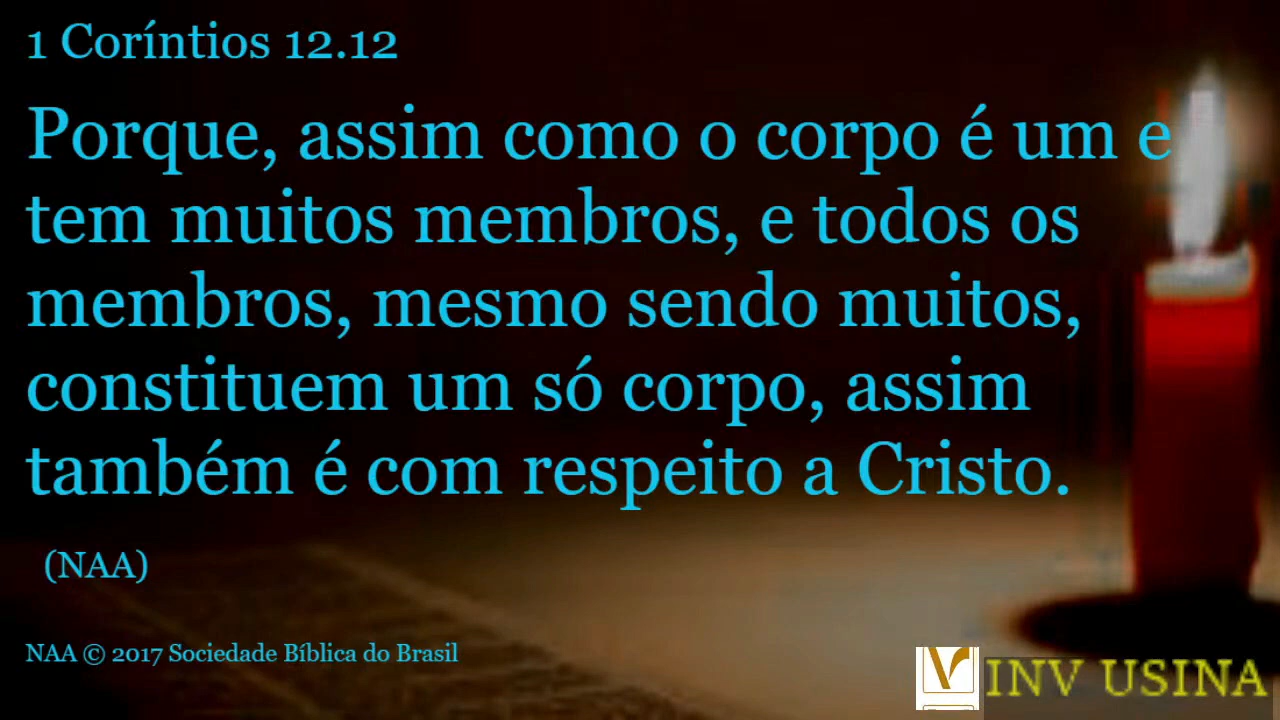 1 Coríntios 12.12
Porque, assim como o corpo é um e
tem muitos membros, e todos os
membros, mesmo sendo muitos,
constituem um só corpo, assim
também é com respeito a Cristo.
(NAA)
NAA © 2017 Sociedade Bíblica do Brasil
INV USINA